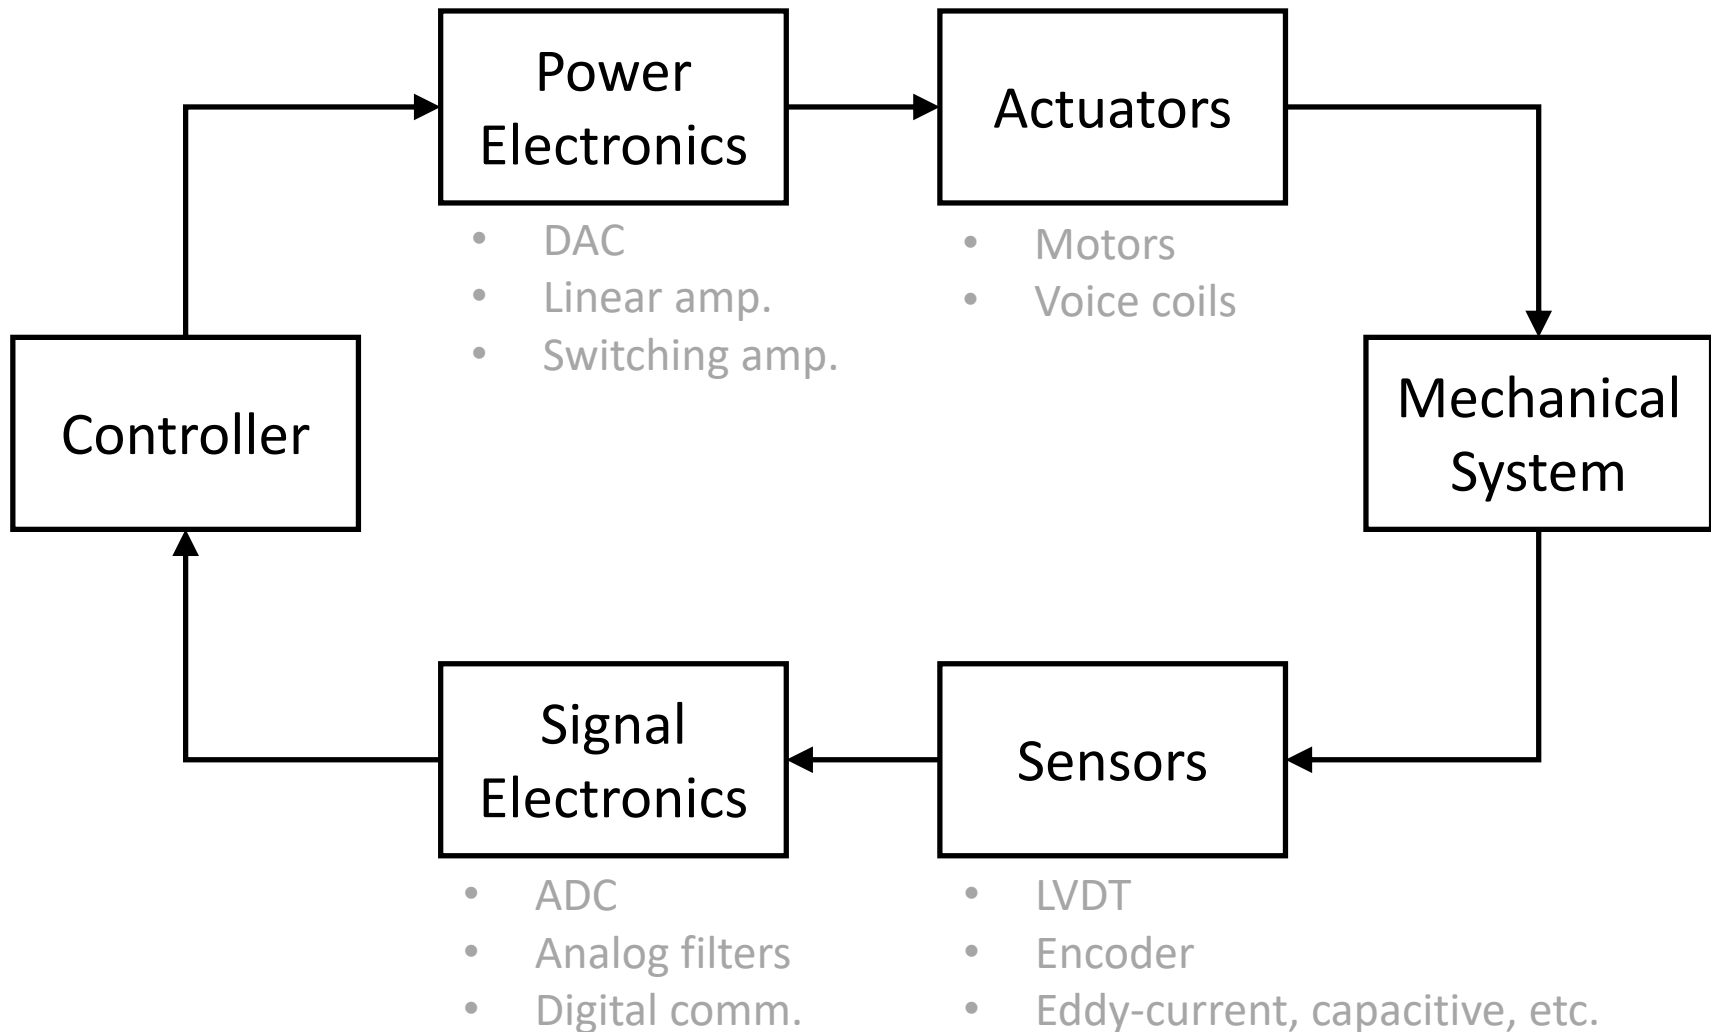 Power
Electronics
Actuators
• DAC
• Linear amp.
• Switching amp.
• Motors
• Voice coils
Controller
Mechanical
System
Signal
Electronics
Sensors
• ADC
• Analog filters
• Digital comm.
• LVDT
• Encoder
• Eddy-current, capacitive, etc.